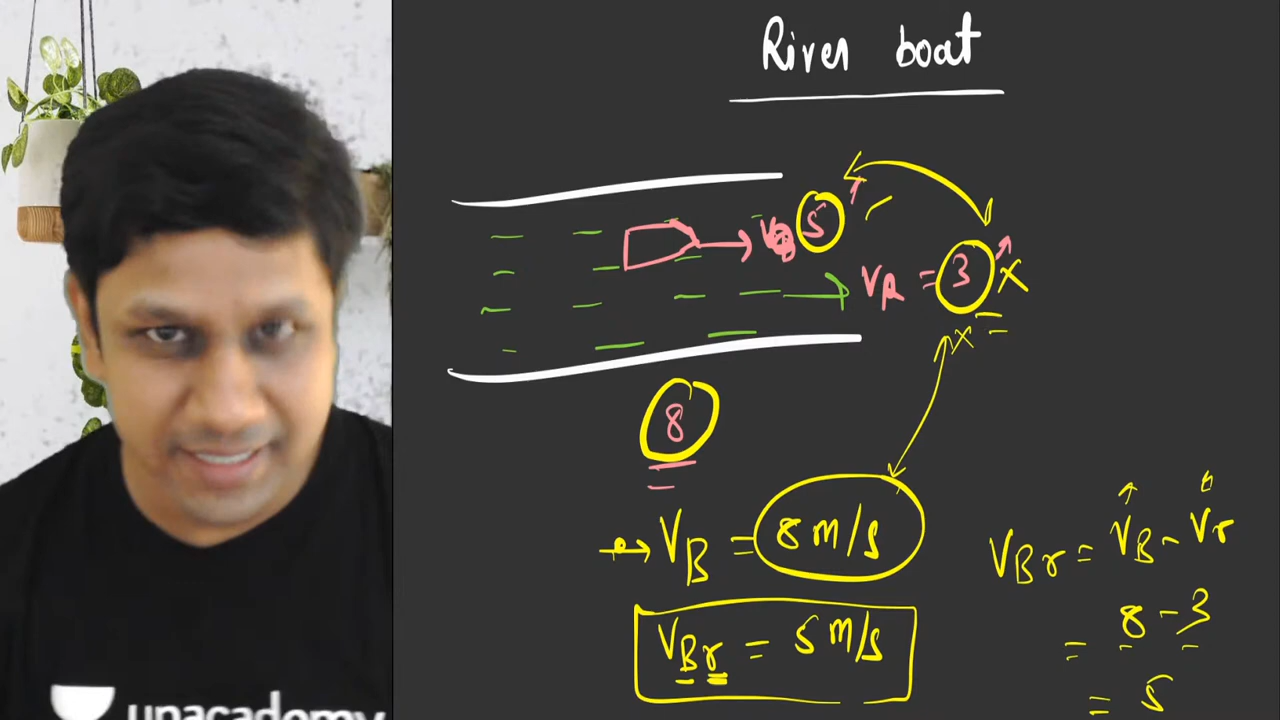 River boat
5
VR = 3 x
x
8
VB = 8 m/s
VBr = VB - Vr
= 8 - 3
= 5
VBr = 5 m/s
unacademy